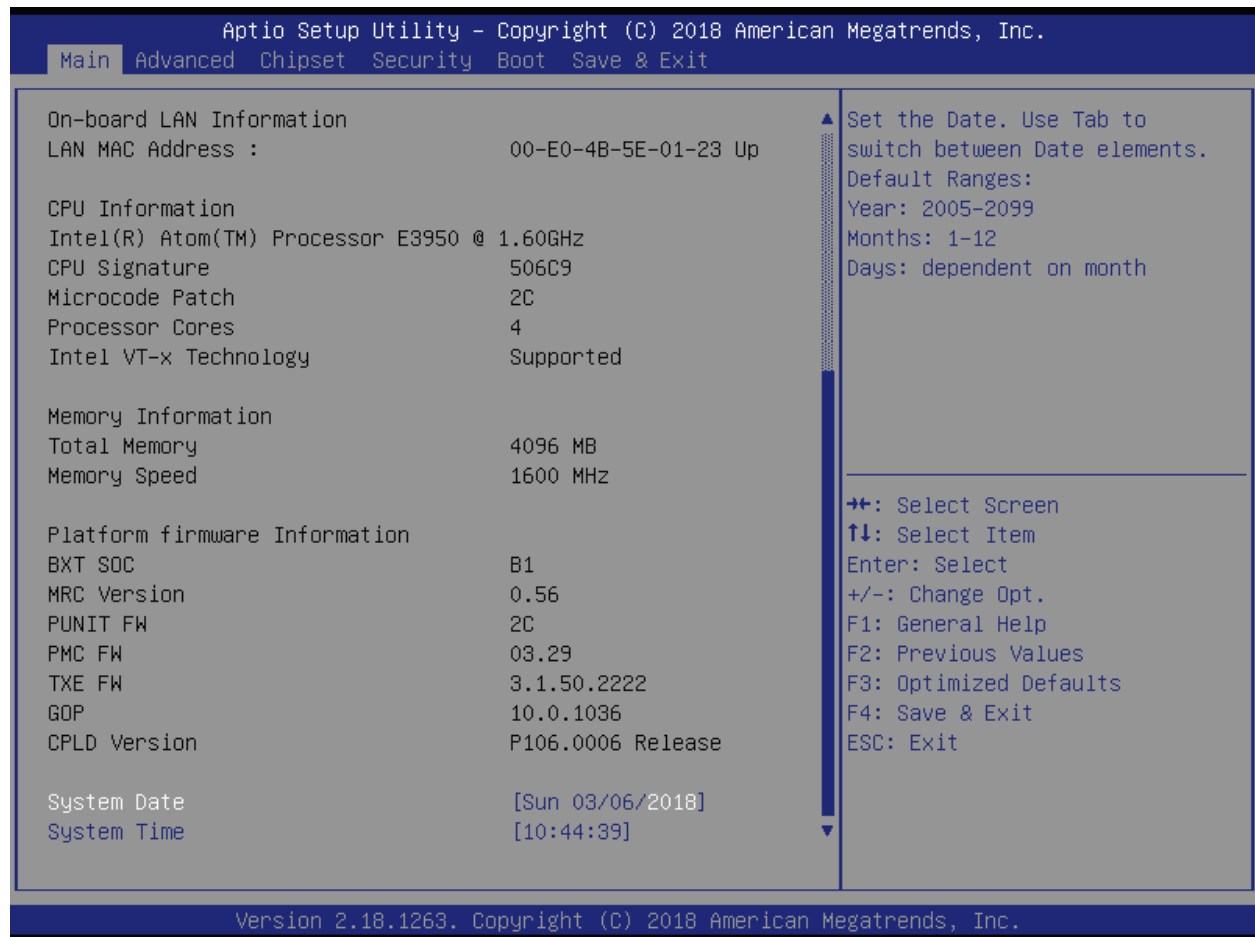 Aptio Setup Utility – Copyright (C) 2018 American Megatrends, Inc.
Main Advanced Chipset Security Boot Save & Exit
On-board LAN Information
LAN MAC Address : 00-E0-4B-5E-01-23 Up
CPU Information
Intel(R) Atom(TM) Processor E3950 @ 1.60GHz
CPU Signature 506C9
Microcode Patch 2C
Processor Cores 4
Intel VT-x Technology Supported
Memory Information
Total Memory 4096 MB
Memory Speed 1600 MHz
Platform firmware Information
BXT SOC B1
MRC Version 0.56
PUNIT FW 2C
PMC FW 03.29
TXE FW 3.1.50.2222
GOP 10.0.1036
CPLD Version P106.0006 Release
System Date [Sun 03/06/2018]
System Time [10:44:39]
Set the Date. Use Tab to
switch between Date elements.
Default Ranges:
Year: 2005-2099
Months: 1-12
Days: dependent on month
→←: Select Screen
↑↓: Select Item
Enter: Select
+/-: Change Opt.
F1: General Help
F2: Previous Values
F3: Optimized Defaults
F4: Save & Exit
ESC: Exit
Version 2.18.1263. Copyright (C) 2018 American Megatrends, Inc.